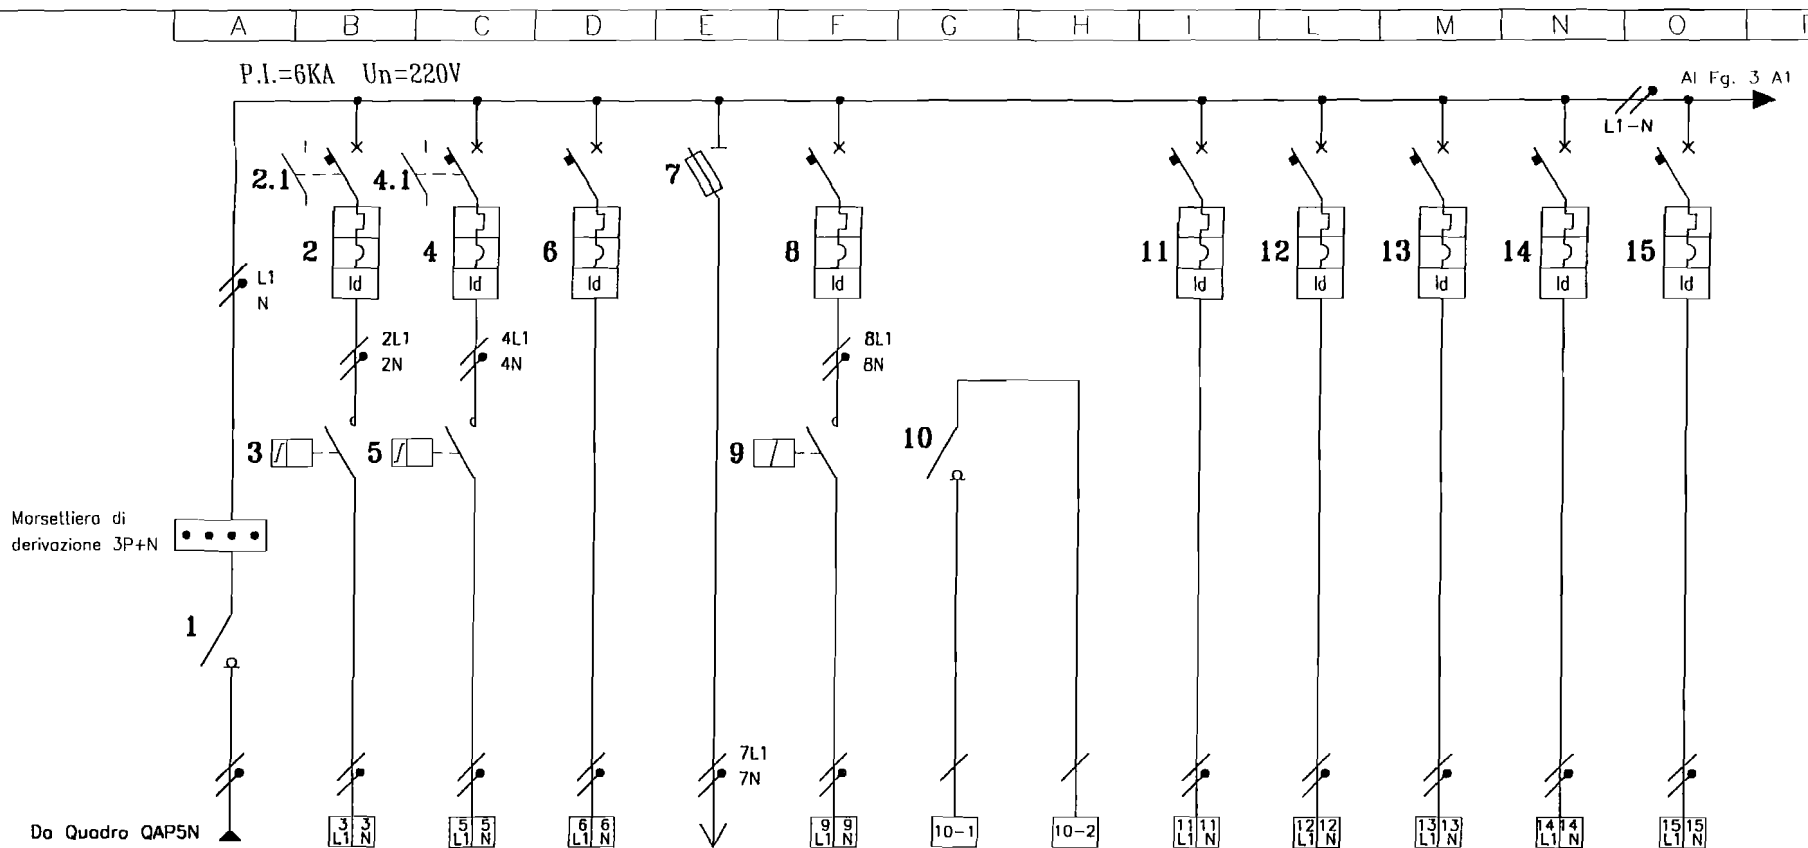 A B C D E F G H I L M N O
P.I.=6KA Un=220V
Al Fg. 3 A1
L1-N
2.1 4.1 7
2 4 6 8 11 12 13 14 15
Id Id Id Id Id Id Id Id Id
L1
N
2L1 4L1 8L1
2N 4N 8N
3 5 9 10
Morsettiera di
derivazione 3P+N
1
7L1
7N
Da Quadro QAP5N
3 3 5 5 6 6 9 9 10-1 10-2 11 11 12 12 13 13 14 14 15 15
L1 N L1 N L1 N L1 N L1 N L1 N L1 N L1 N L1 N